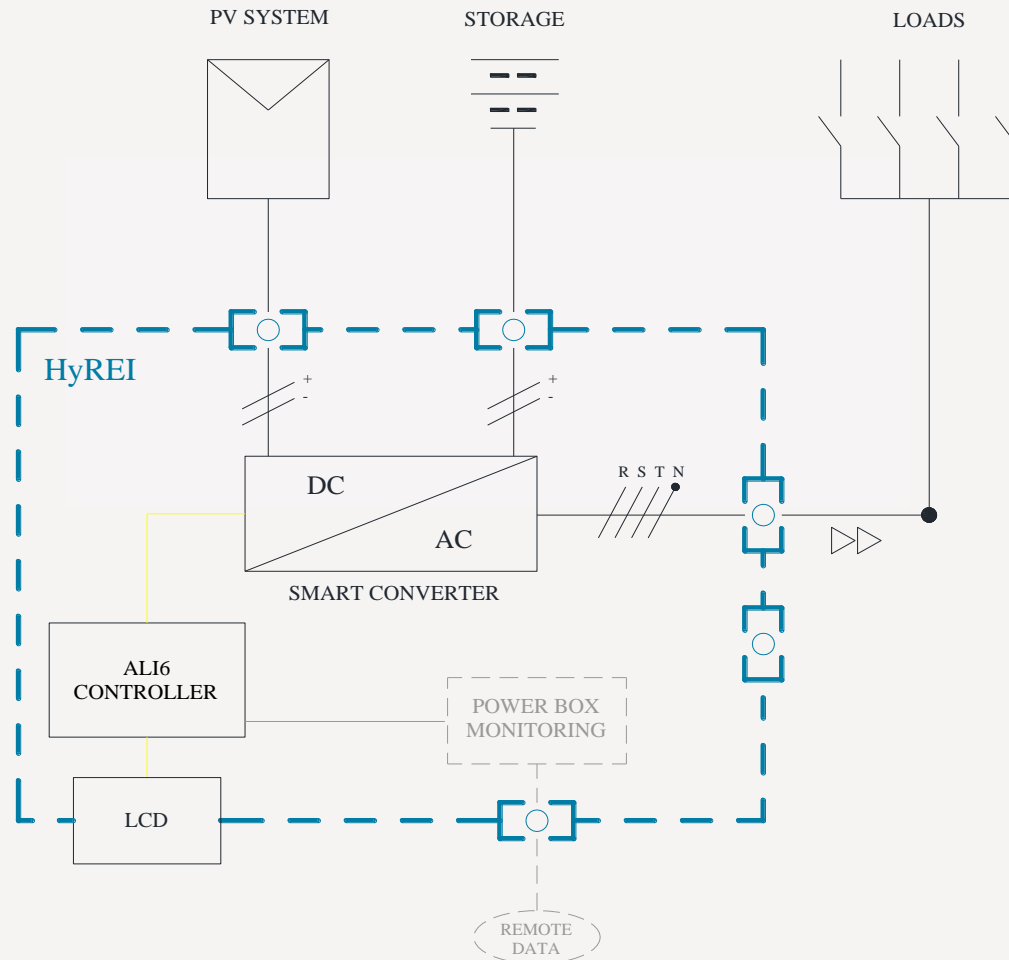 PV SYSTEM
STORAGE
LOADS
HyREI
+
-
+
-
DC
AC
R S T N
SMART CONVERTER
ALI6
CONTROLLER
POWER BOX
MONITORING
LCD
REMOTE
DATA